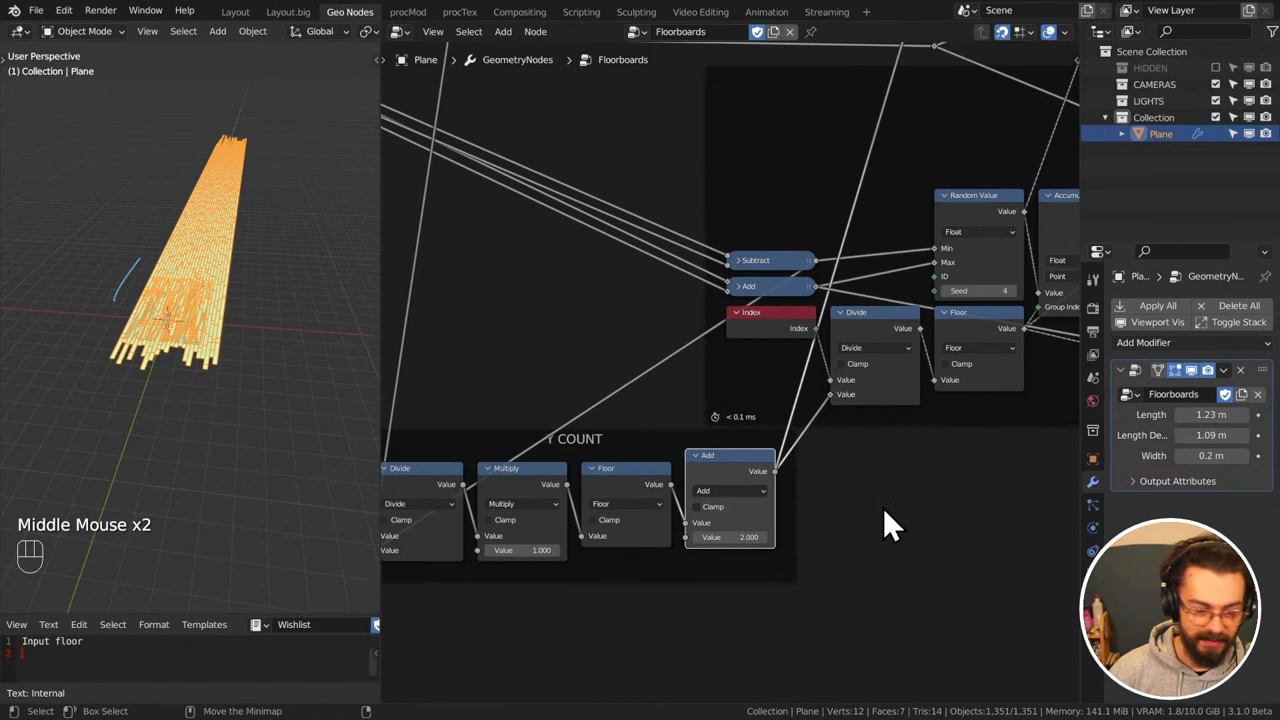 File Edit Render Window Help Layout Layout.big Geo Nodes procMod procTex Compositing Scripting Sculpting Video Editing Animation Streaming + Scene View Layer
Object Mode View Select Add Object Global
View Select Add Node Floorboards
User Perspective
(1) Collection | Plane
Plane GeometryNodes Floorboards
Scene Collection
HIDDEN
CAMERAS
LIGHTS
Collection
Plane
Random Value
Value
Float
Min
Max
ID
Seed 4
Accumu
Float
Point
Value
Group Index
Subtract
Add
Index
Index
Divide
Value
Divide
Clamp
Value
Value
Floor
Value
Floor
Clamp
Value
< 0.1 ms
Y COUNT
Divide
Value
Divide
Clamp
Value
Value
Multiply
Value
Multiply
Clamp
Value
Value 1.000
Floor
Value
Floor
Clamp
Value
Add
Value
Add
Clamp
Value
Value 2.000
Pla... GeometryN...
Apply All Delete All
Viewport Vis Toggle Stack
Add Modifier
Floorboards
Length 1.23 m
Length De... 1.09 m
Width 0.2 m
Output Attributes
Middle Mouse x2
View Text Edit Select Format Templates Wishlist
1 Input floor
2
Text: Internal
Select Box Select Move the Minimap Collection | Plane | Verts:12 | Faces:7 | Tris:14 | Objects:1,351/1,351 | Memory: 141.1 MiB | VRAM: 1.8/10.0 GiB | 3.1.0 Beta